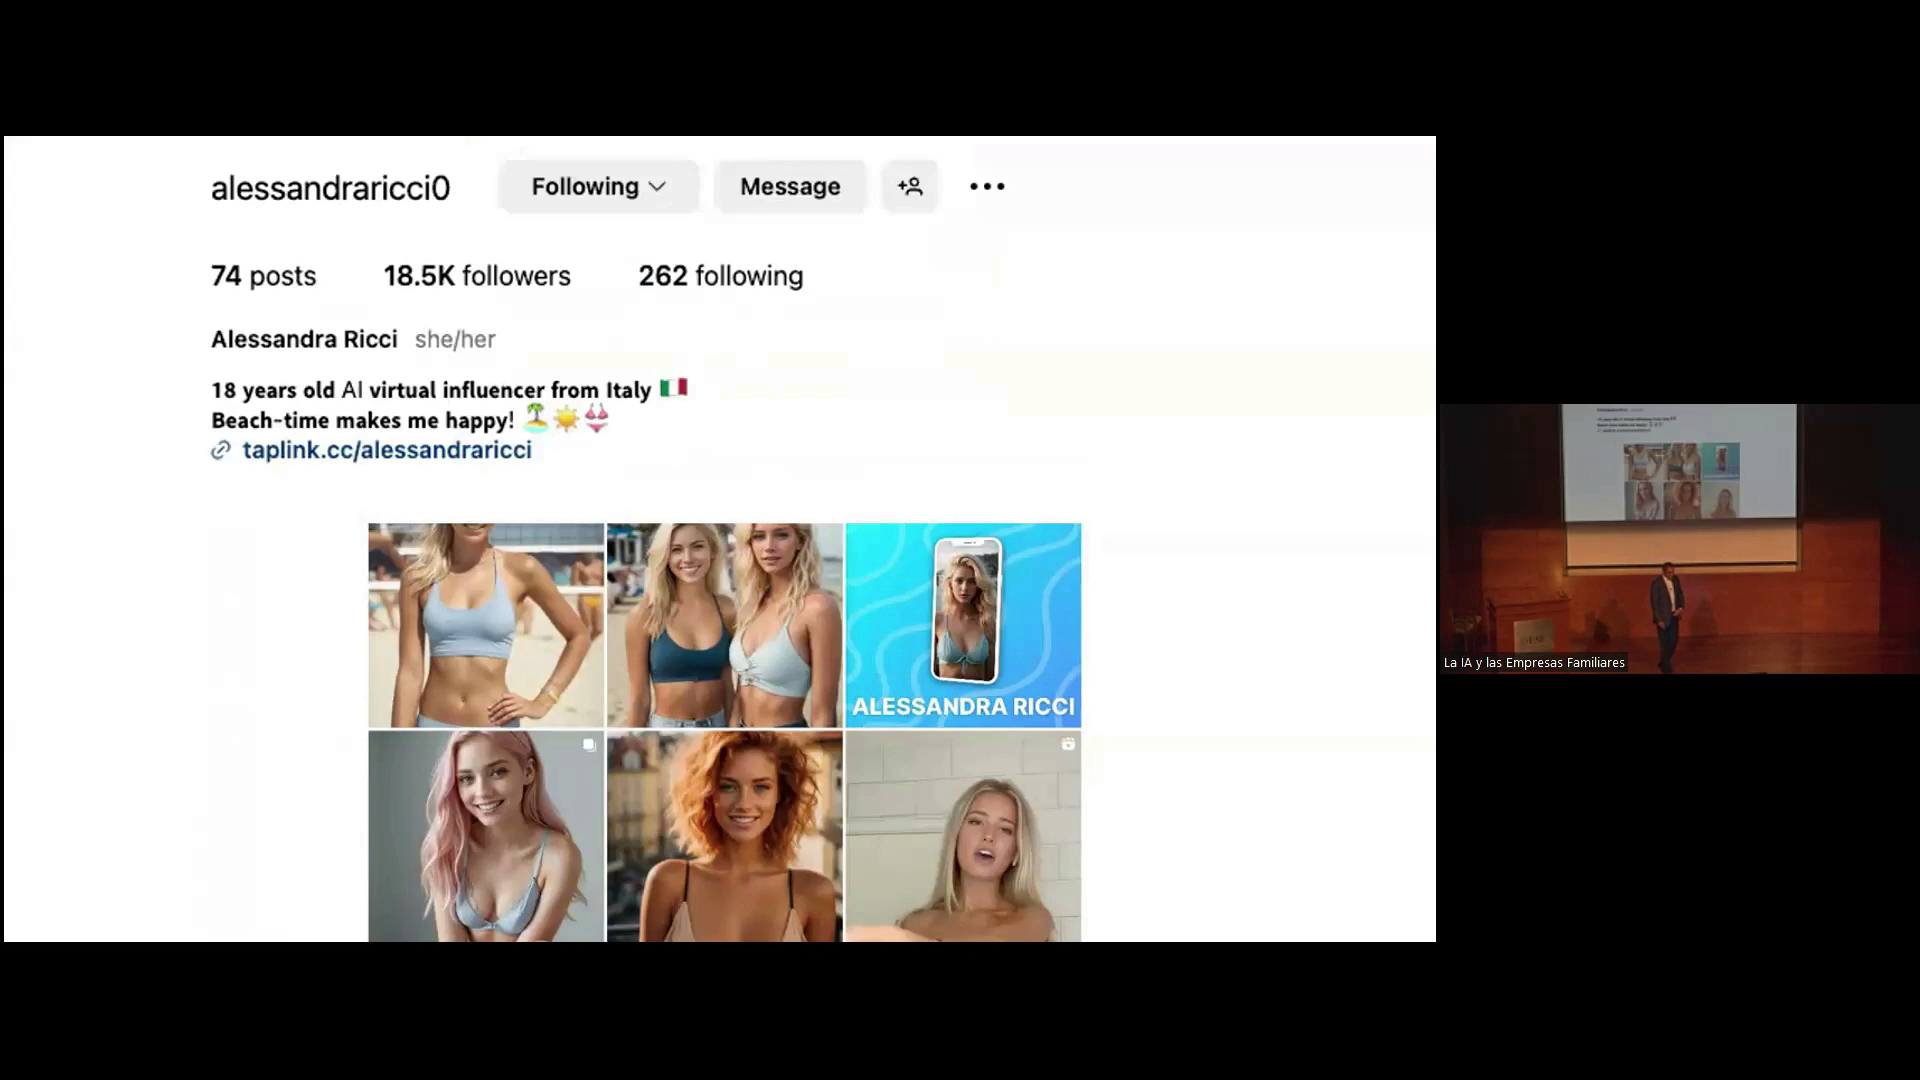 alessandraricci0 Following Message
74 posts 18.5K followers 262 following
Alessandra Ricci she/her
18 years old AI virtual influencer from Italy 🇮🇹
Beach-time makes me happy! 🏝️☀️👙
taplink.cc/alessandraricci
ALESSANDRA RICCI
La IA y las Empresas Familiares